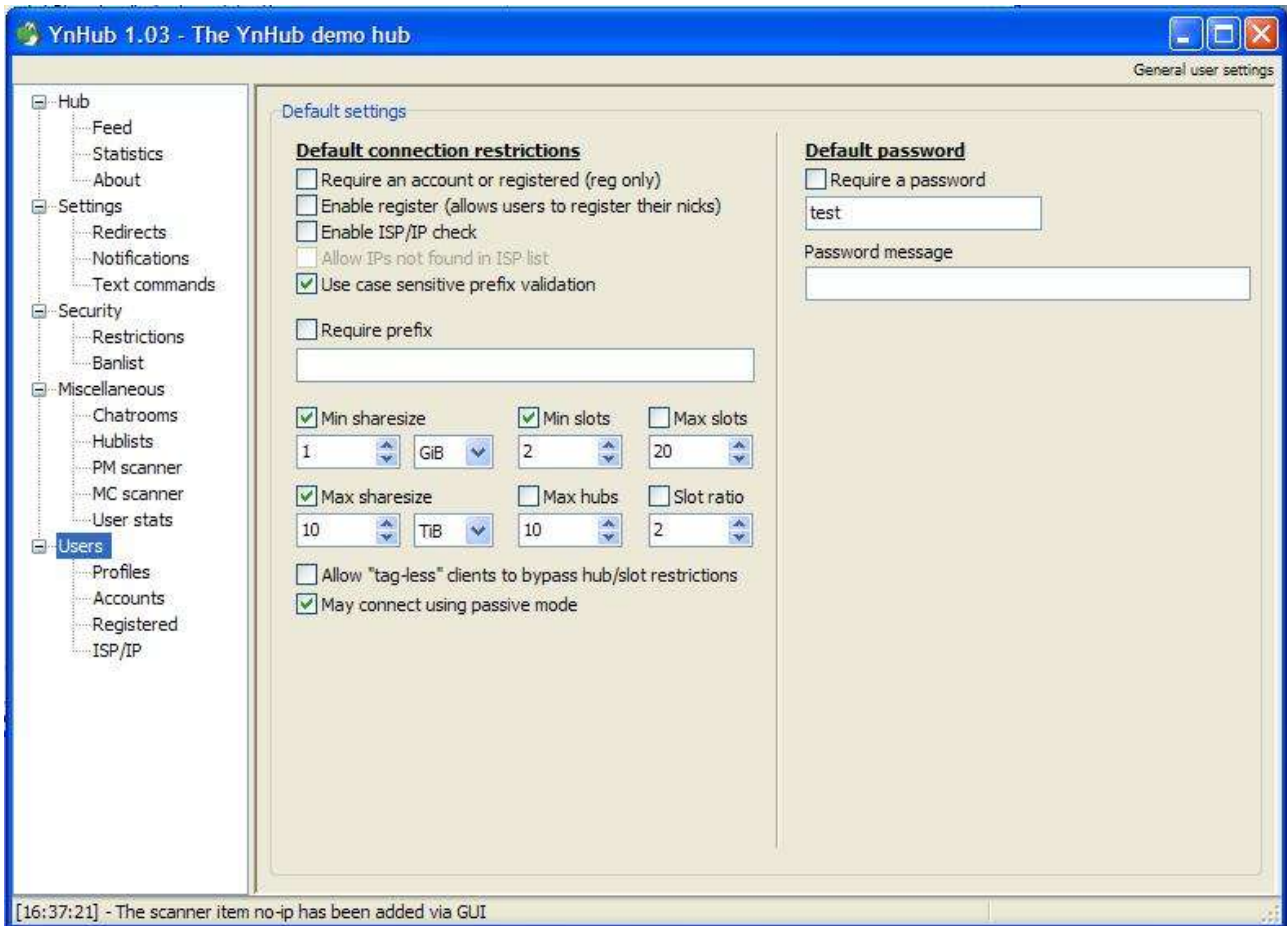 YnHub 1.03 - The YnHub demo hub
General user settings
Hub
Feed
Statistics
About
Settings
Redirects
Notifications
Text commands
Security
Restrictions
Banlist
Miscellaneous
Chatrooms
Hublists
PM scanner
MC scanner
User stats
Users
Profiles
Accounts
Registered
ISP/IP
Default settings
Default connection restrictions
Require an account or registered (reg only)
Enable register (allows users to register their nicks)
Enable ISP/IP check
Allow IPs not found in ISP list
Use case sensitive prefix validation
Require prefix
Min sharesize Min slots Max slots
1 GiB 2 20
Max sharesize Max hubs Slot ratio
10 TiB 10 2
Allow "tag-less" clients to bypass hub/slot restrictions
May connect using passive mode
Default password
Require a password
test
Password message
[16:37:21] - The scanner item no-ip has been added via GUI